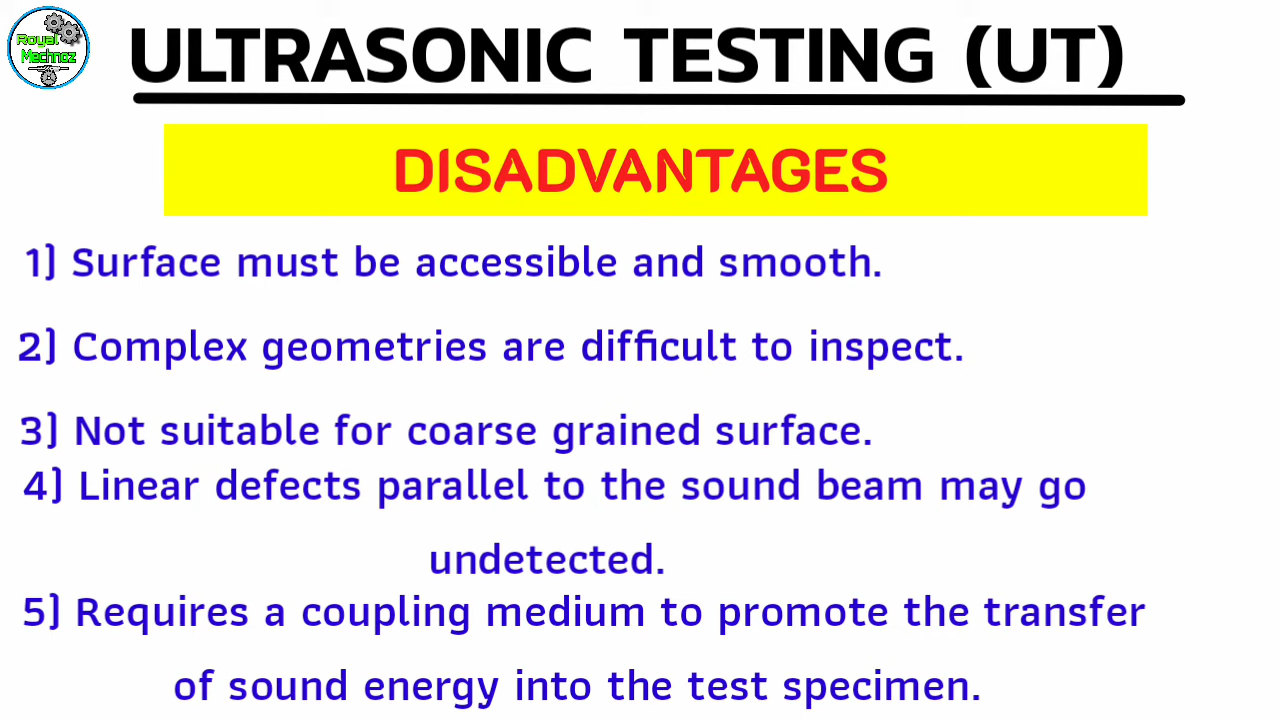 Royal
Mechnoz
ULTRASONIC TESTING (UT)
DISADVANTAGES
1) Surface must be accessible and smooth.
2) Complex geometries are difficult to inspect.
3) Not suitable for coarse grained surface.
4) Linear defects parallel to the sound beam may go
undetected.
5) Requires a coupling medium to promote the transfer
of sound energy into the test specimen.